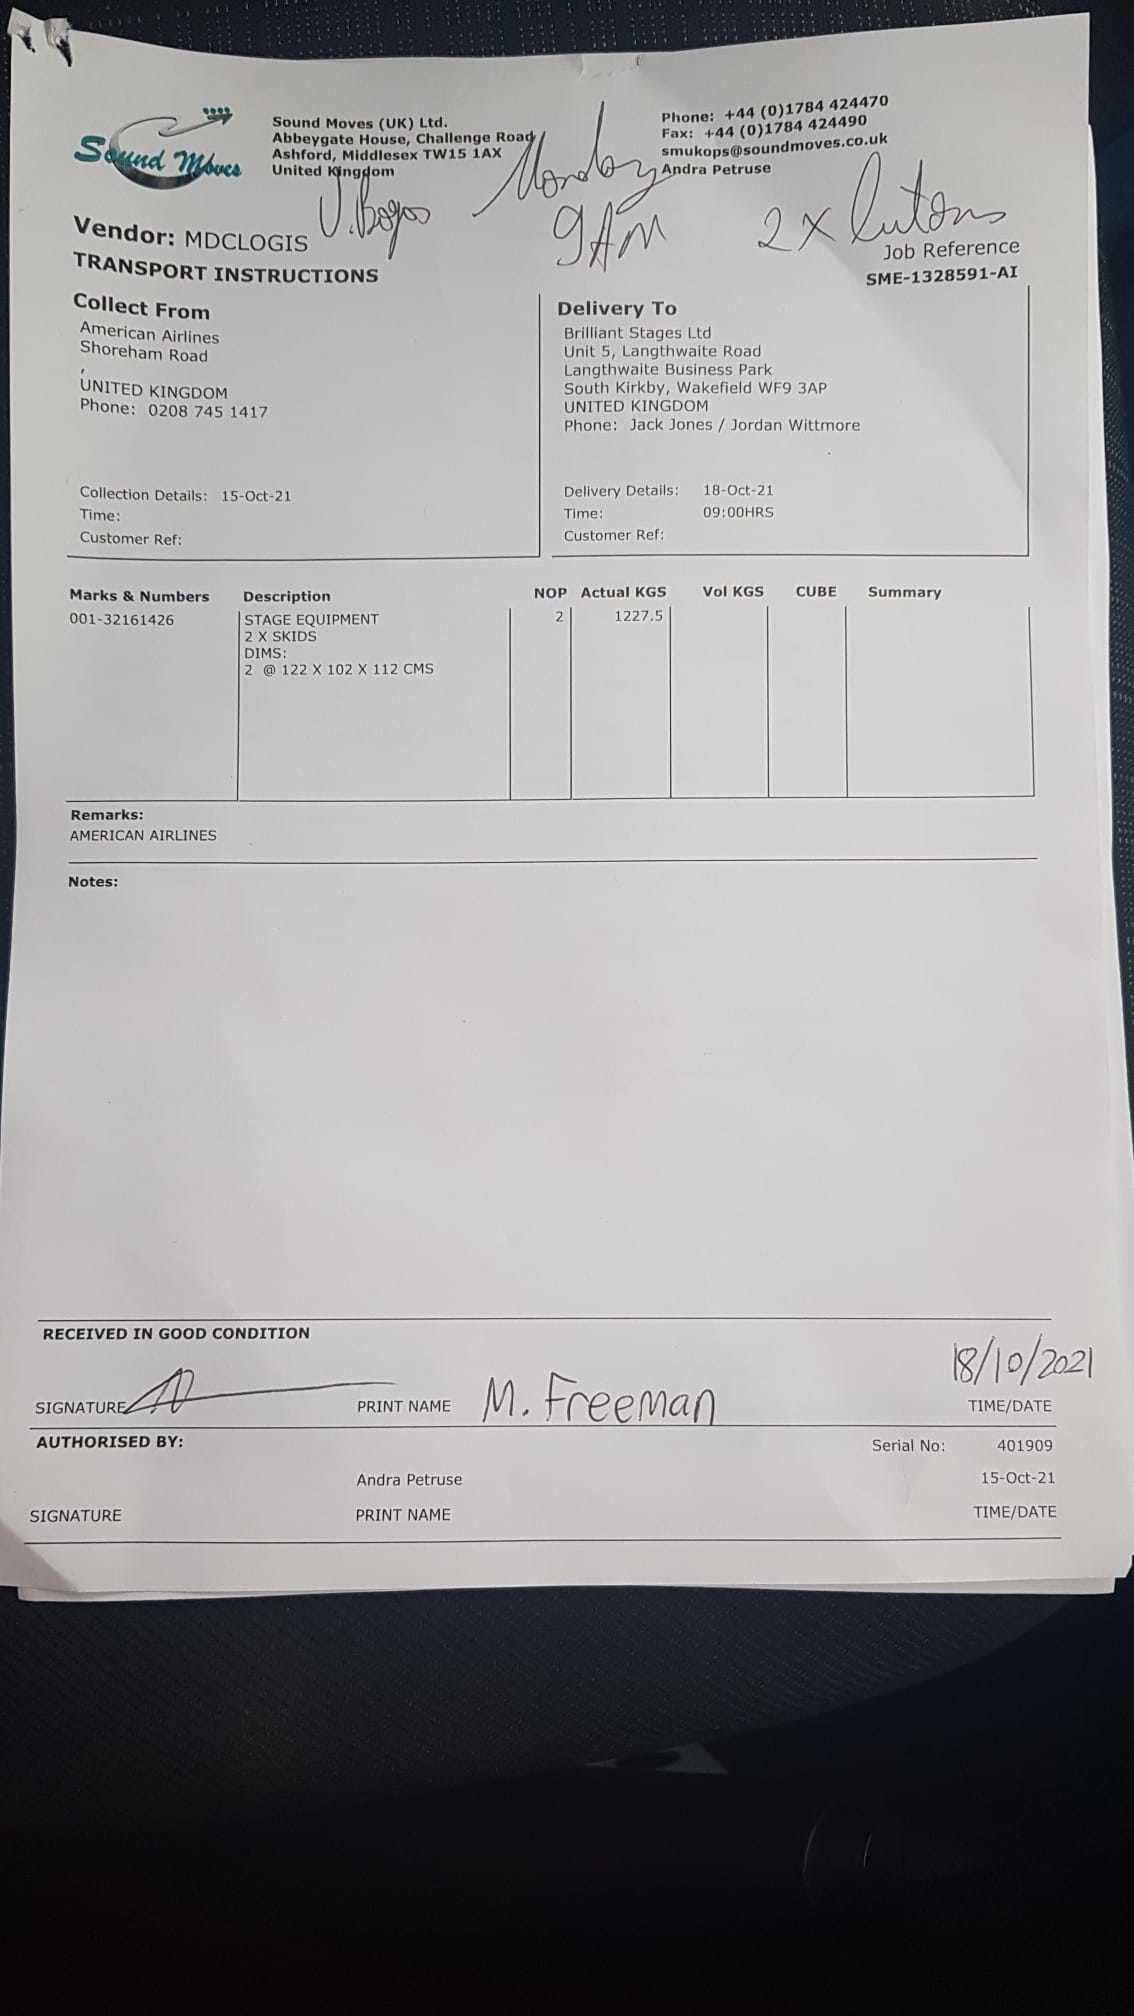 Sound Moves
Sound Moves (UK) Ltd.
Abbeygate House, Challenge Road
Ashford, Middlesex TW15 1AX
United Kingdom
Phone: +44 (0)1784 424470
Fax: +44 (0)1784 424490
smukops@soundmoves.co.uk
Andra Petruse
Monday
9AM
2 X lutons
Vendor: MDCLOGIS
TRANSPORT INSTRUCTIONS
Job Reference
SME-1328591-AI
Collect From
American Airlines
Shoreham Road
,
UNITED KINGDOM
Phone: 0208 745 1417
Collection Details: 15-Oct-21
Time:
Customer Ref:
Delivery To
Brilliant Stages Ltd
Unit 5, Langthwaite Road
Langthwaite Business Park
South Kirkby, Wakefield WF9 3AP
UNITED KINGDOM
Phone: Jack Jones / Jordan Wittmore
Delivery Details: 18-Oct-21
Time: 09:00HRS
Customer Ref:
Marks & Numbers Description NOP Actual KGS Vol KGS CUBE Summary
001-32161426 STAGE EQUIPMENT 2 1227.5
2 X SKIDS
DIMS:
2 @ 122 X 102 X 112 CMS
Remarks:
AMERICAN AIRLINES
Notes:
RECEIVED IN GOOD CONDITION
18/10/2021
SIGNATURE PRINT NAME M. Freeman TIME/DATE
AUTHORISED BY: Serial No: 401909
Andra Petruse 15-Oct-21
SIGNATURE PRINT NAME TIME/DATE